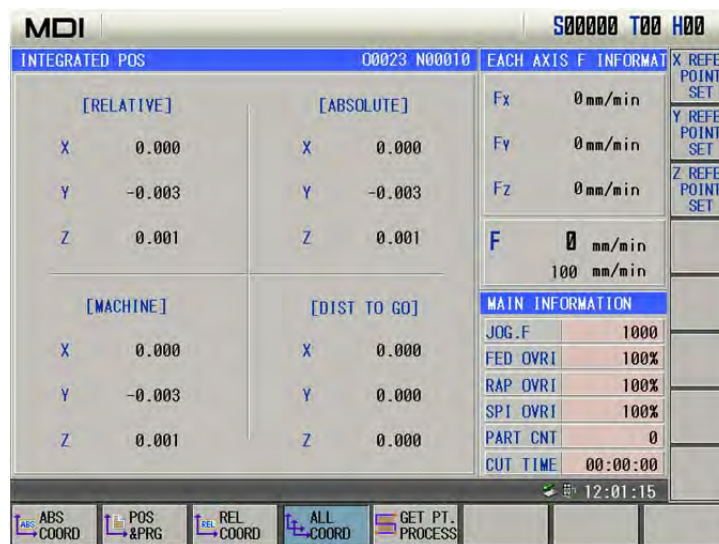 MDI S00000 T00 H00
INTEGRATED POS O0023 N00010
[RELATIVE] [ABSOLUTE]
X 0.000 X 0.000
Y -0.003 Y -0.003
Z 0.001 Z 0.001
[MACHINE] [DIST TO GO]
X 0.000 X 0.000
Y -0.003 Y 0.000
Z 0.001 Z 0.000
EACH AXIS F INFORMAT
Fx 0mm/min
Fy 0mm/min
Fz 0mm/min
F 0 mm/min
100 mm/min
MAIN INFORMATION
JOG.F 1000
FED OVRI 100%
RAP OVRI 100%
SPI OVRI 100%
PART CNT 0
CUT TIME 00:00:00
12:01:15
X REFE
POINT
SET
Y REFE
POINT
SET
Z REFE
POINT
SET
ABS ABS
COORD
POS
&PRG
REL REL
COORD
ALL
COORD
GET PT.
PROCESS